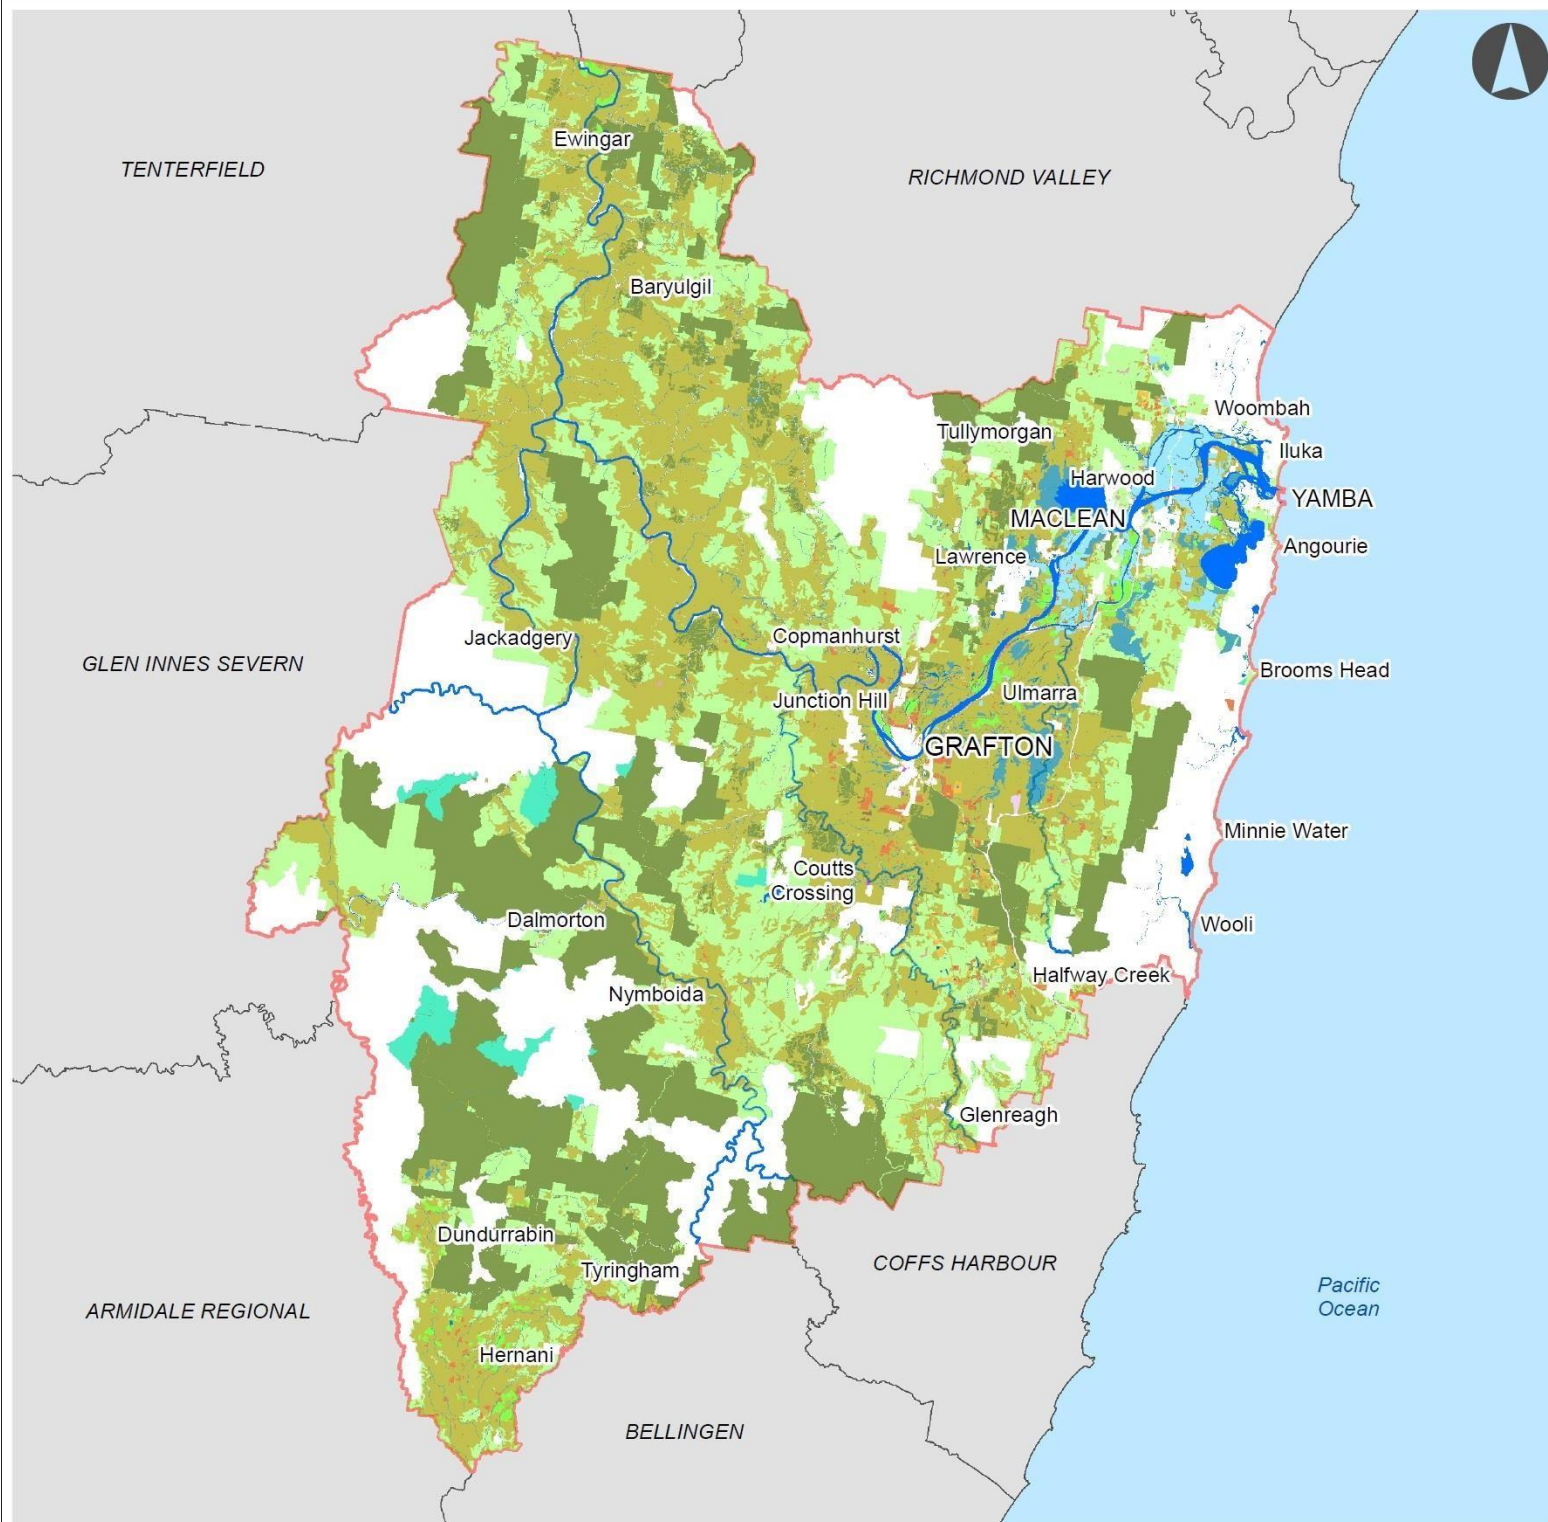 Ewingar
TENTERFIELD
RICHMOND VALLEY
Baryulgil
Woombah
Tullymorgan
Iluka
Harwood
YAMBA
MACLEAN
Angourie
Lawrence
Jackadgery
Copmanhurst
GLEN INNES SEVERN
Brooms Head
Ulmarra
Junction Hill
GRAFTON
Minnie Water
Coutts
Crossing
Dalmorton
Wooli
Halfway Creek
Nymboida
Glenreagh
Dundurrabin
COFFS HARBOUR
Tyringham
Pacific
Ocean
ARMIDALE REGIONAL
Hernani
BELLINGEN